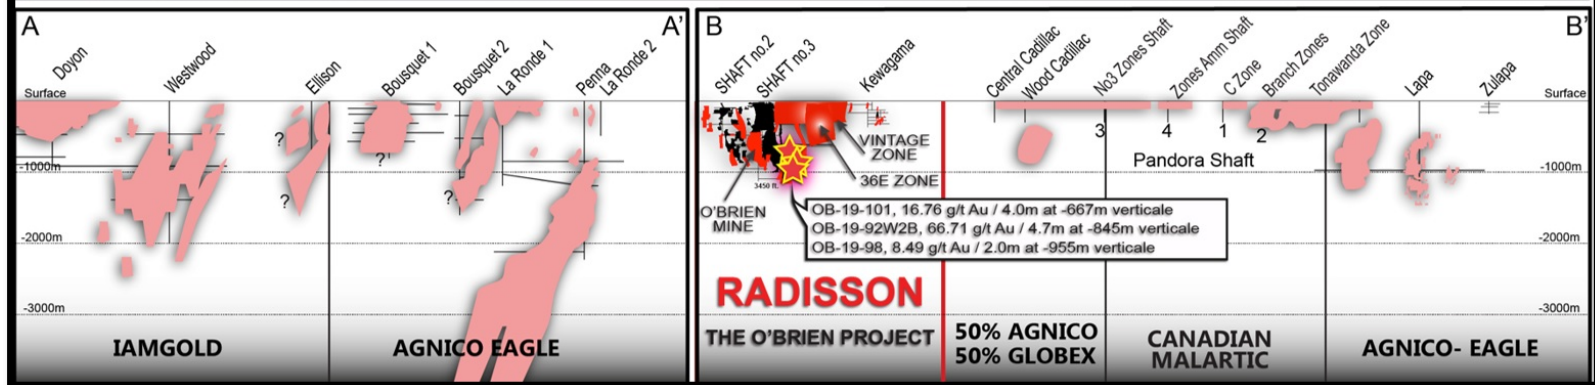 A
A'
Doyon
Westwood
Ellison
Bousquet 1
Bousquet 2
La Ronde 1
Penna
La Ronde 2
Surface
?
?
?
?
-1000m
-2000m
-3000m
IAMGOLD
AGNICO EAGLE
B
B'
SHAFT no.2
SHAFT no.3
Kewagama
Central Cadillac
Wood Cadillac
No3 Zones Shaft
Zones Amm Shaft
C Zone
Branch Zones
Tonawanda Zone
Lapa
Zulapa
Surface
3
4
1
2
VINTAGE
ZONE
Pandora Shaft
-1000m
36E ZONE
3450 ft.
O'BRIEN
MINE
OB-19-101, 16.76 g/t Au / 4.0m at -667m verticale
OB-19-92W2B, 66.71 g/t Au / 4.7m at -845m verticale
OB-19-98, 8.49 g/t Au / 2.0m at -955m verticale
-2000m
RADISSON
-3000m
THE O'BRIEN PROJECT
50% AGNICO
50% GLOBEX
CANADIAN
MALARTIC
AGNICO- EAGLE